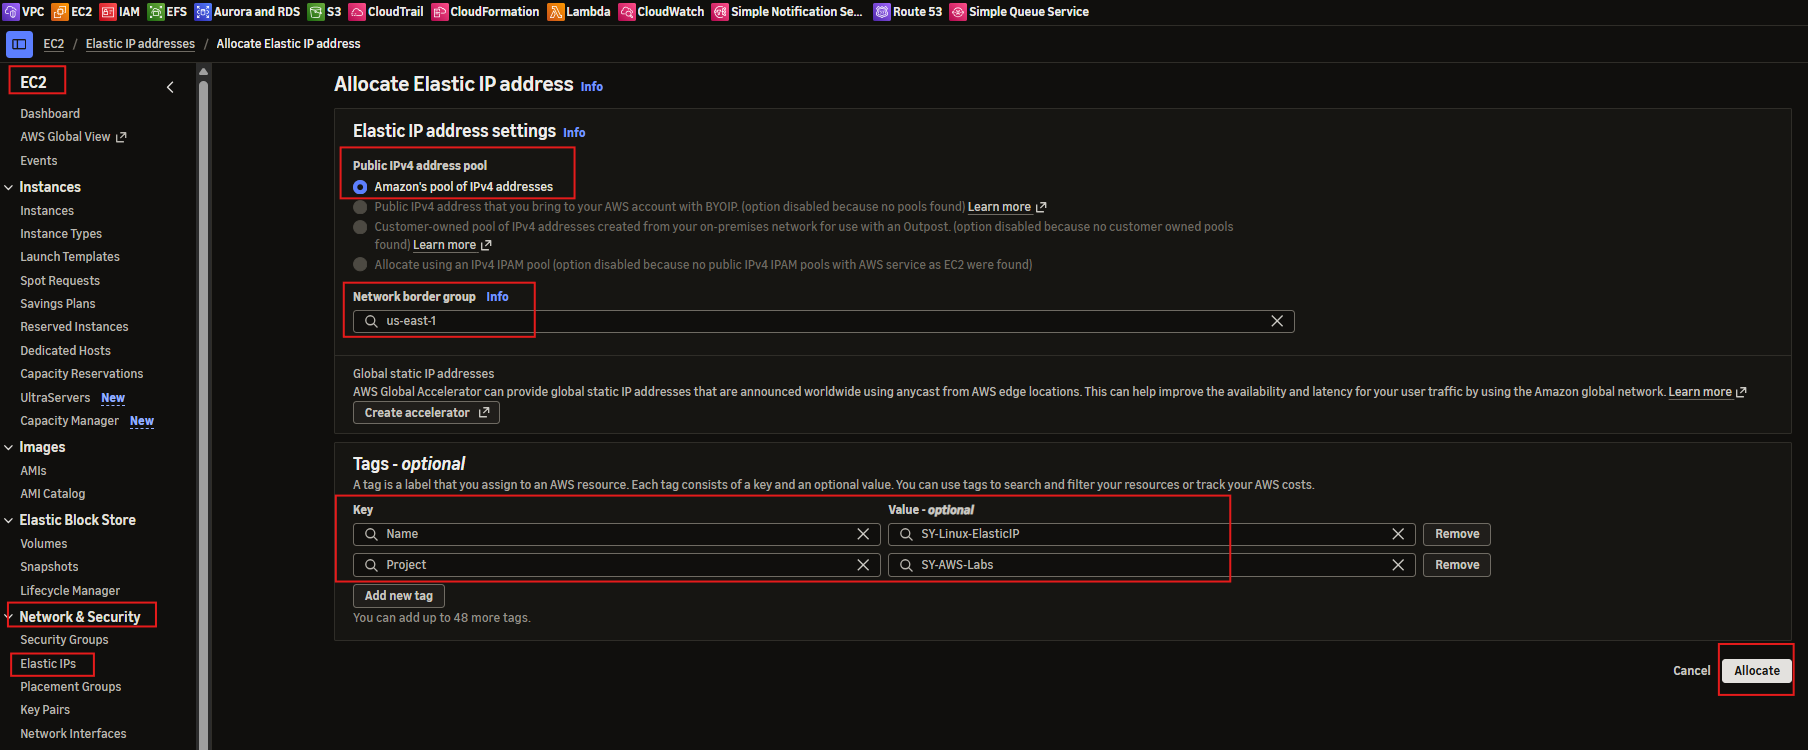 VPC EC2 IAM EFS Aurora and RDS S3 CloudTrail CloudFormation Lambda CloudWatch Simple Notification Se... Route 53 Simple Queue Service
EC2 / Elastic IP addresses / Allocate Elastic IP address
EC2
Dashboard
AWS Global View
Events
Instances
Instances
Instance Types
Launch Templates
Spot Requests
Savings Plans
Reserved Instances
Dedicated Hosts
Capacity Reservations
UltraServers New
Capacity Manager New
Images
AMIs
AMI Catalog
Elastic Block Store
Volumes
Snapshots
Lifecycle Manager
Network & Security
Security Groups
Elastic IPs
Placement Groups
Key Pairs
Network Interfaces
Allocate Elastic IP address Info
Elastic IP address settings Info
Public IPv4 address pool
Amazon's pool of IPv4 addresses
Public IPv4 address that you bring to your AWS account with BYOIP. (option disabled because no pools found) Learn more
Customer-owned pool of IPv4 addresses created from your on-premises network for use with an Outpost. (option disabled because no customer owned pools
found) Learn more
Allocate using an IPv4 IPAM pool (option disabled because no public IPv4 IPAM pools with AWS service as EC2 were found)
Network border group Info
us-east-1
Global static IP addresses
AWS Global Accelerator can provide global static IP addresses that are announced worldwide using anycast from AWS edge locations. This can help improve the availability and latency for your user traffic by using the Amazon global network. Learn more
Create accelerator
Tags - optional
A tag is a label that you assign to an AWS resource. Each tag consists of a key and an optional value. You can use tags to search and filter your resources or track your AWS costs.
Key Value - optional
Name SY-Linux-ElasticIP Remove
Project SY-AWS-Labs Remove
Add new tag
You can add up to 48 more tags.
Cancel Allocate